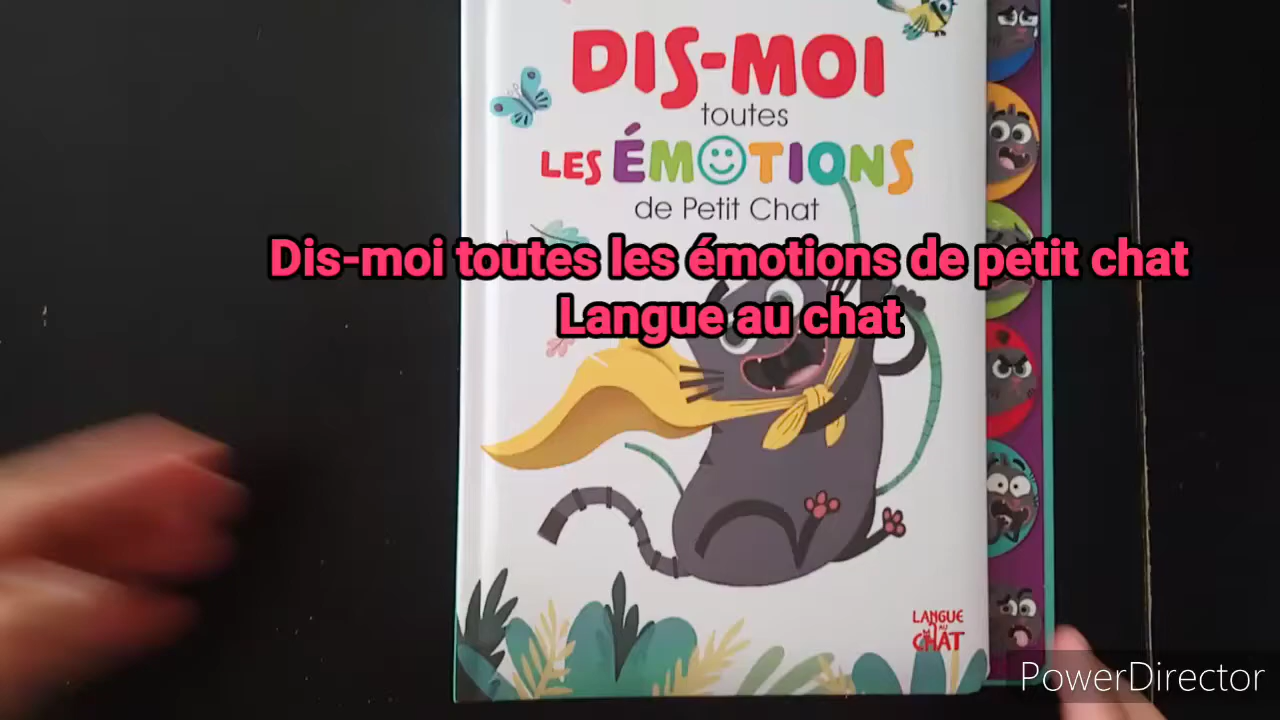 DIS-MOI
toutes
LES ÉMOTIONS
de Petit Chat
Dis-moi toutes les émotions de petit chat
Langue au chat
LANGUE
AU
CHAT
PowerDirector